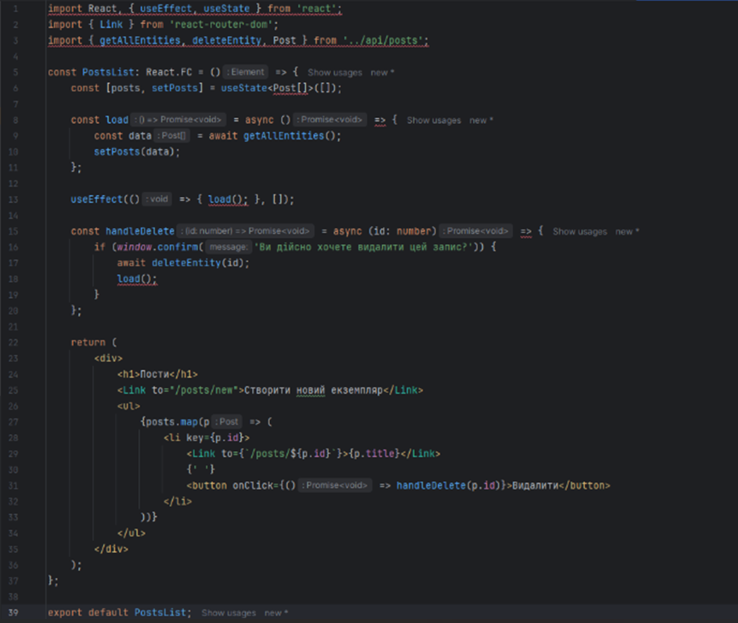 1 import React, { useEffect, useState } from 'react';
2 import { Link } from 'react-router-dom';
3 import { getAllEntities, deleteEntity, Post } from '../api/posts';
4
5 const PostsList: React.FC = () : Element => { Show usages new *
6 const [posts, setPosts] = useState<Post[]>([]);
7
8 const load : () => Promise<void> = async () : Promise<void> => { Show usages new *
9 const data : Post[] = await getAllEntities();
10 setPosts(data);
11 };
12
13 useEffect(() : void => { load(); }, []);
14
15 const handleDelete : (id: number) => Promise<void> = async (id: number) : Promise<void> => { Show usages new *
16 if (window.confirm( message: 'Ви дійсно хочете видалити цей запис?')) {
17 await deleteEntity(id);
18 load();
19 }
20 };
21
22 return (
23 <div>
24 <h1>Пости</h1>
25 <Link to="/posts/new">Створити новий екземпляр</Link>
26 <ul>
27 {posts.map(p : Post => (
28 <li key={p.id}>
29 <Link to={`/posts/${p.id}`}>{p.title}</Link>
30 {' '}
31 <button onClick={() : Promise<void> => handleDelete(p.id)}>Видалити</button>
32 </li>
33 ))}
34 </ul>
35 </div>
36 );
37 };
38
39 export default PostsList; Show usages new *